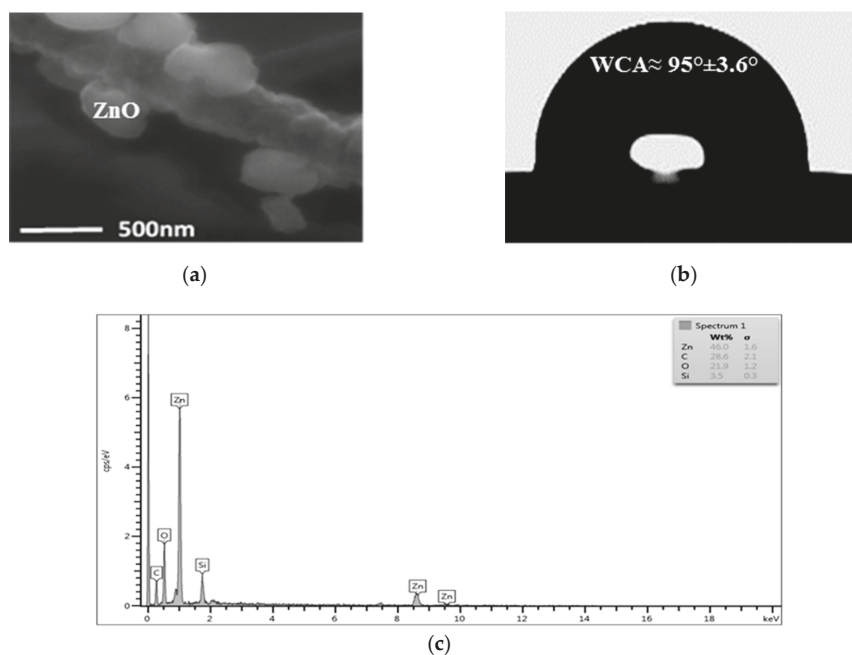 ZnO
500nm
(a)
WCA≈ 95°±3.6°
(b)
Spectrum 1
Wt% σ
Zn 46.0 1.6
C 28.6 2.1
O 21.9 1.2
Si 3.5 0.3
8
6
4
2
0
cps/eV
C
O
Zn
Si
Zn
Zn
0 2 4 6 8 10 12 14 16 18 keV
(c)